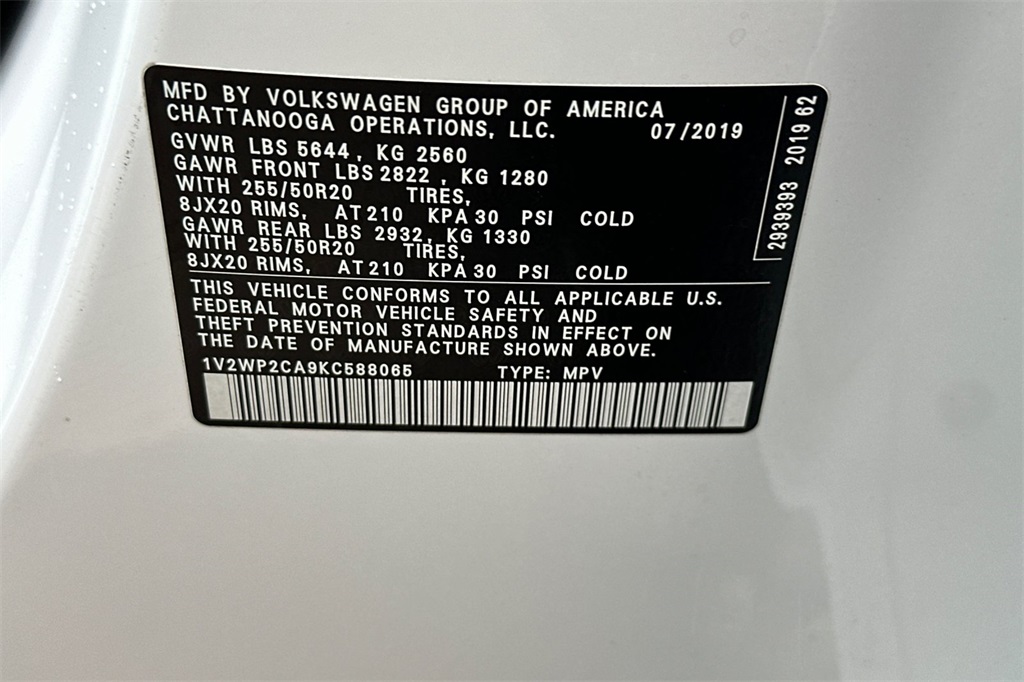 MFD BY VOLKSWAGEN GROUP OF AMERICA
CHATTANOOGA OPERATIONS, LLC. 07/2019
GVWR LBS 5644, KG 2560
GAWR FRONT LBS 2822, KG 1280
WITH 255/50R20 TIRES,
8JX20 RIMS, AT 210 KPA 30 PSI COLD
GAWR REAR LBS 2932, KG 1330
WITH 255/50R20 TIRES,
8JX20 RIMS, AT 210 KPA 30 PSI COLD
THIS VEHICLE CONFORMS TO ALL APPLICABLE U.S.
FEDERAL MOTOR VEHICLE SAFETY AND
THEFT PREVENTION STANDARDS IN EFFECT ON
THE DATE OF MANUFACTURE SHOWN ABOVE.
1V2WP2CA9KC588065 TYPE: MPV
2939393 2019 62